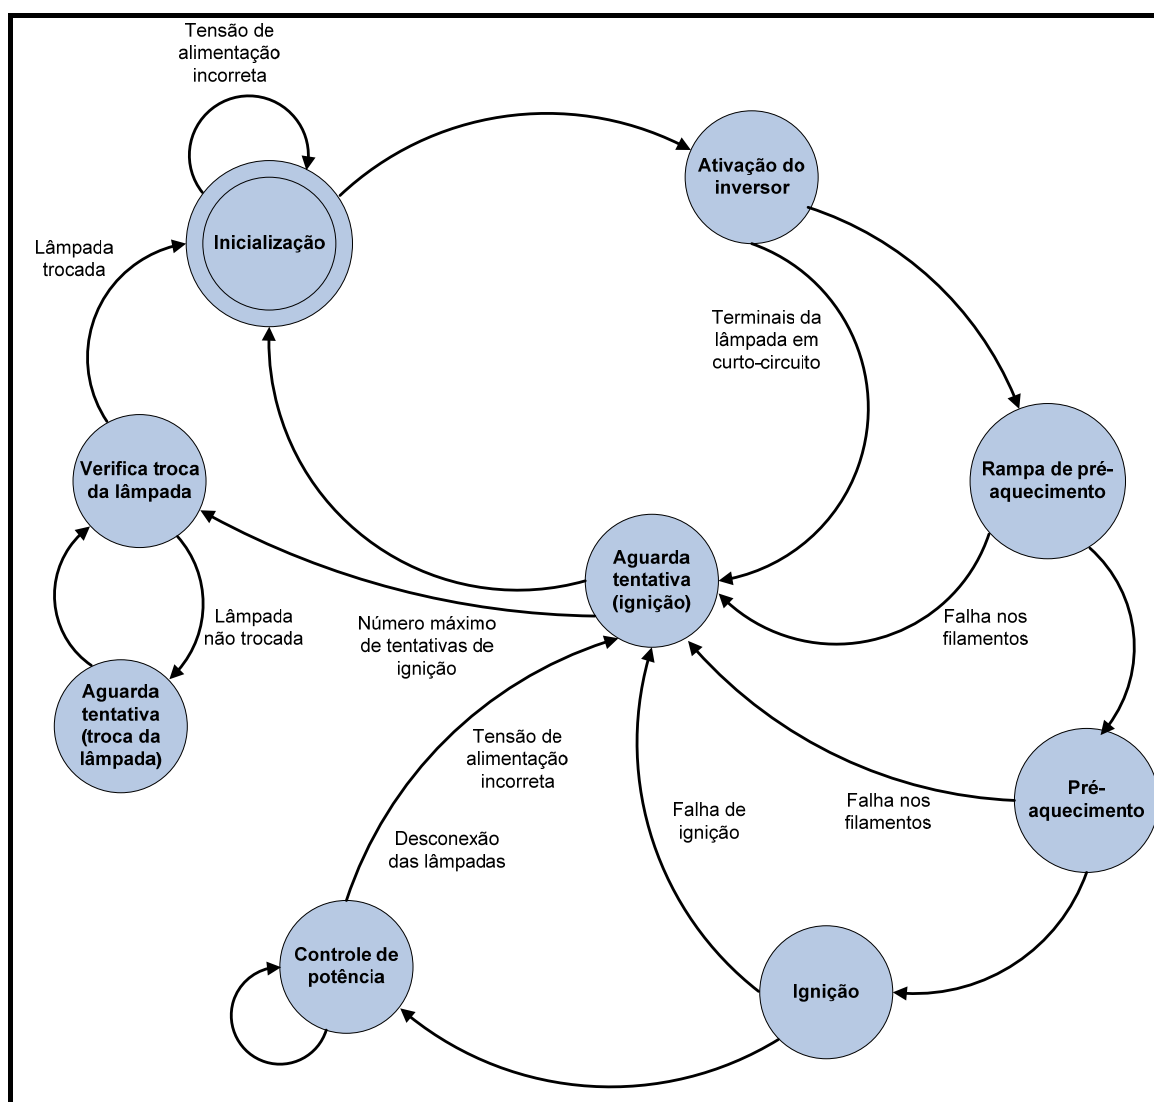 Tensão de
alimentação
incorreta
Ativação do
inversor
Inicialização
Lâmpada
trocada
Terminais da
lâmpada em
curto-circuito
Verifica troca
da lâmpada
Rampa de pré-
aquecimento
Aguarda
tentativa
(ignição)
Lâmpada
não trocada
Número máximo
de tentativas de
ignição
Falha nos
filamentos
Aguarda
tentativa
(troca da
lâmpada)
Tensão de
alimentação
incorreta
Pré-
aquecimento
Falha de
ignição
Falha nos
filamentos
Desconexão
das lâmpadas
Controle de
potência
Ignição